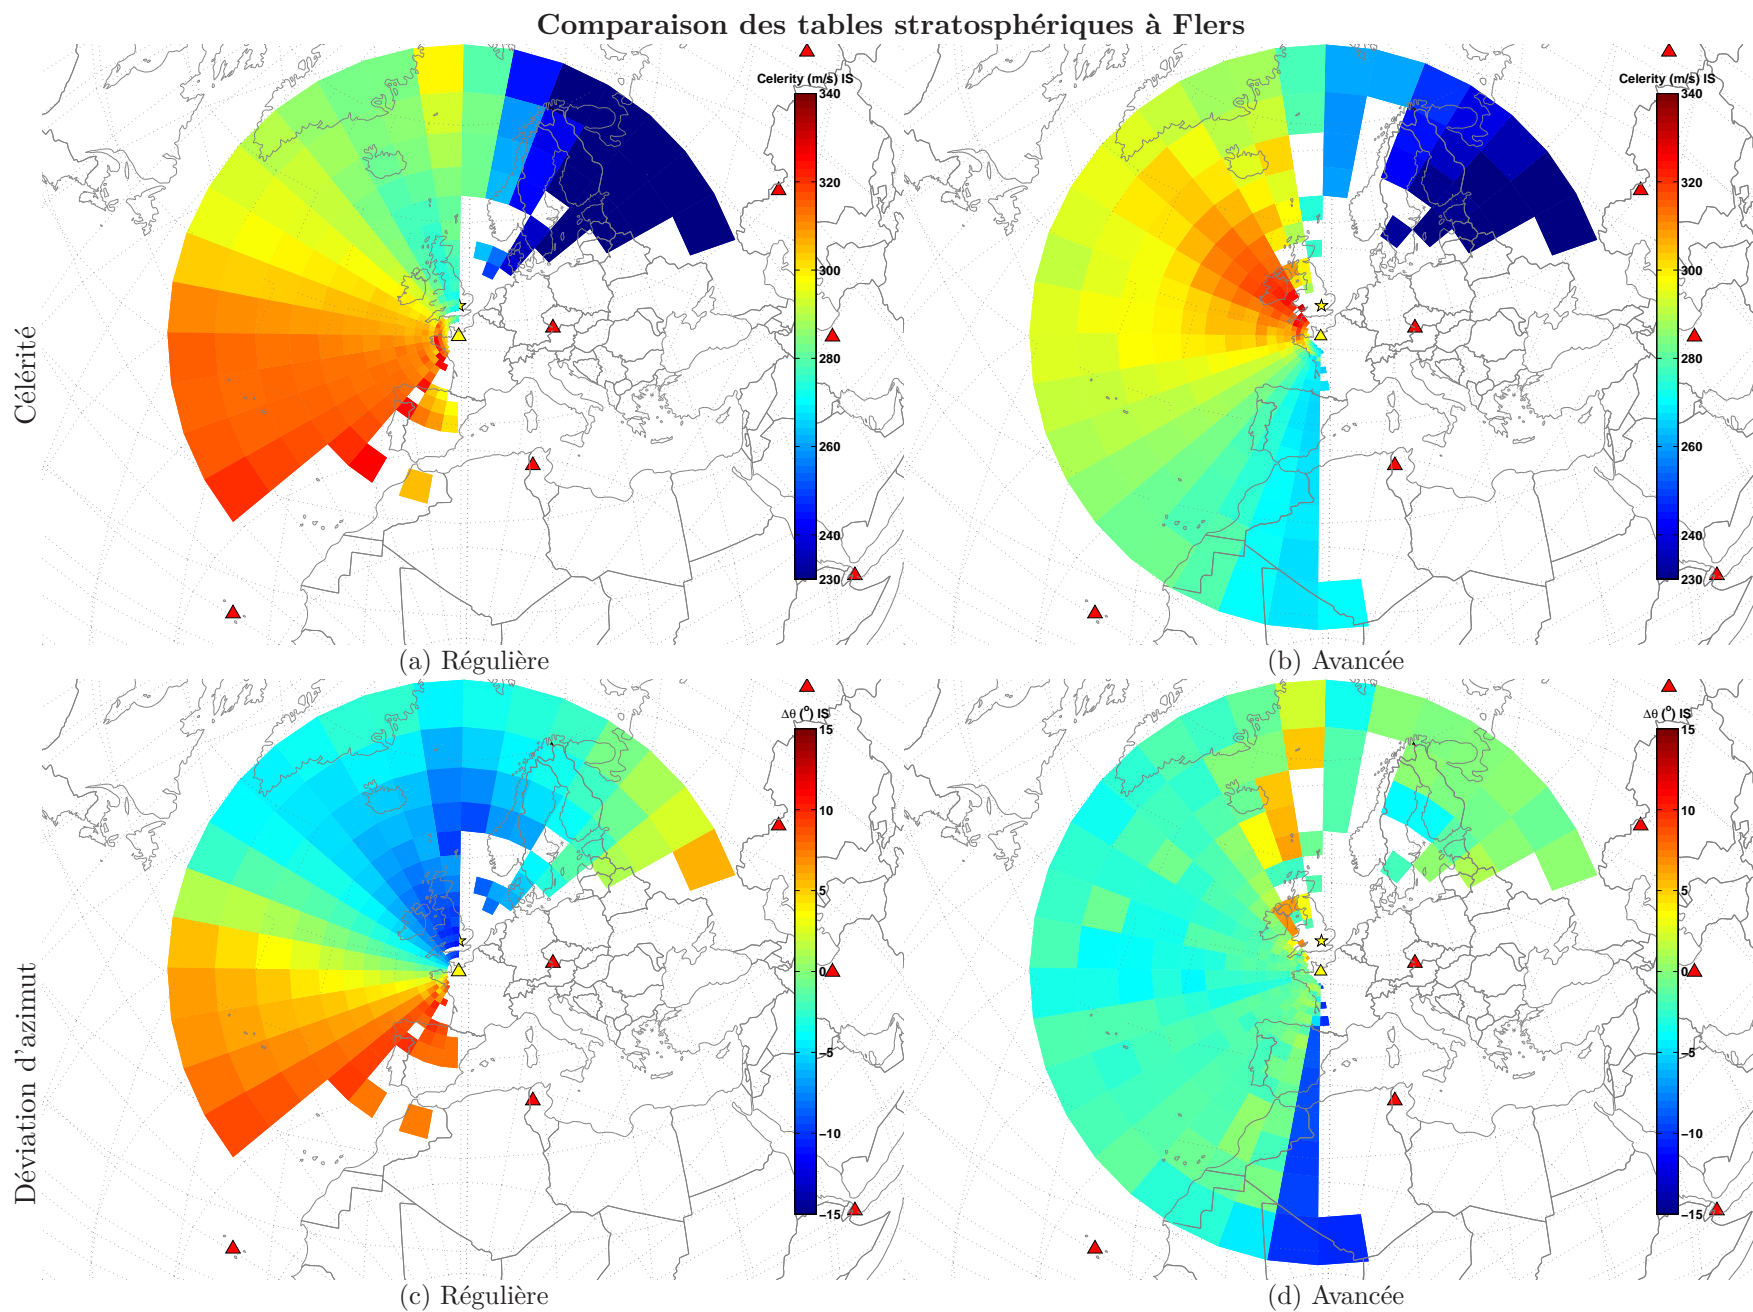 Comparaison des tables stratosphériques à Flers
Célérité
Celerity (m/s) IS
340
320
300
280
260
240
230
Celerity (m/s) IS
340
320
300
280
260
240
230
(a) Régulière
(b) Avancée
Déviation d'azimut
Δθ (°) IS
15
10
5
0
−5
−10
−15
Δθ (°) IS
15
10
5
0
−5
−10
−15
(c) Régulière
(d) Avancée